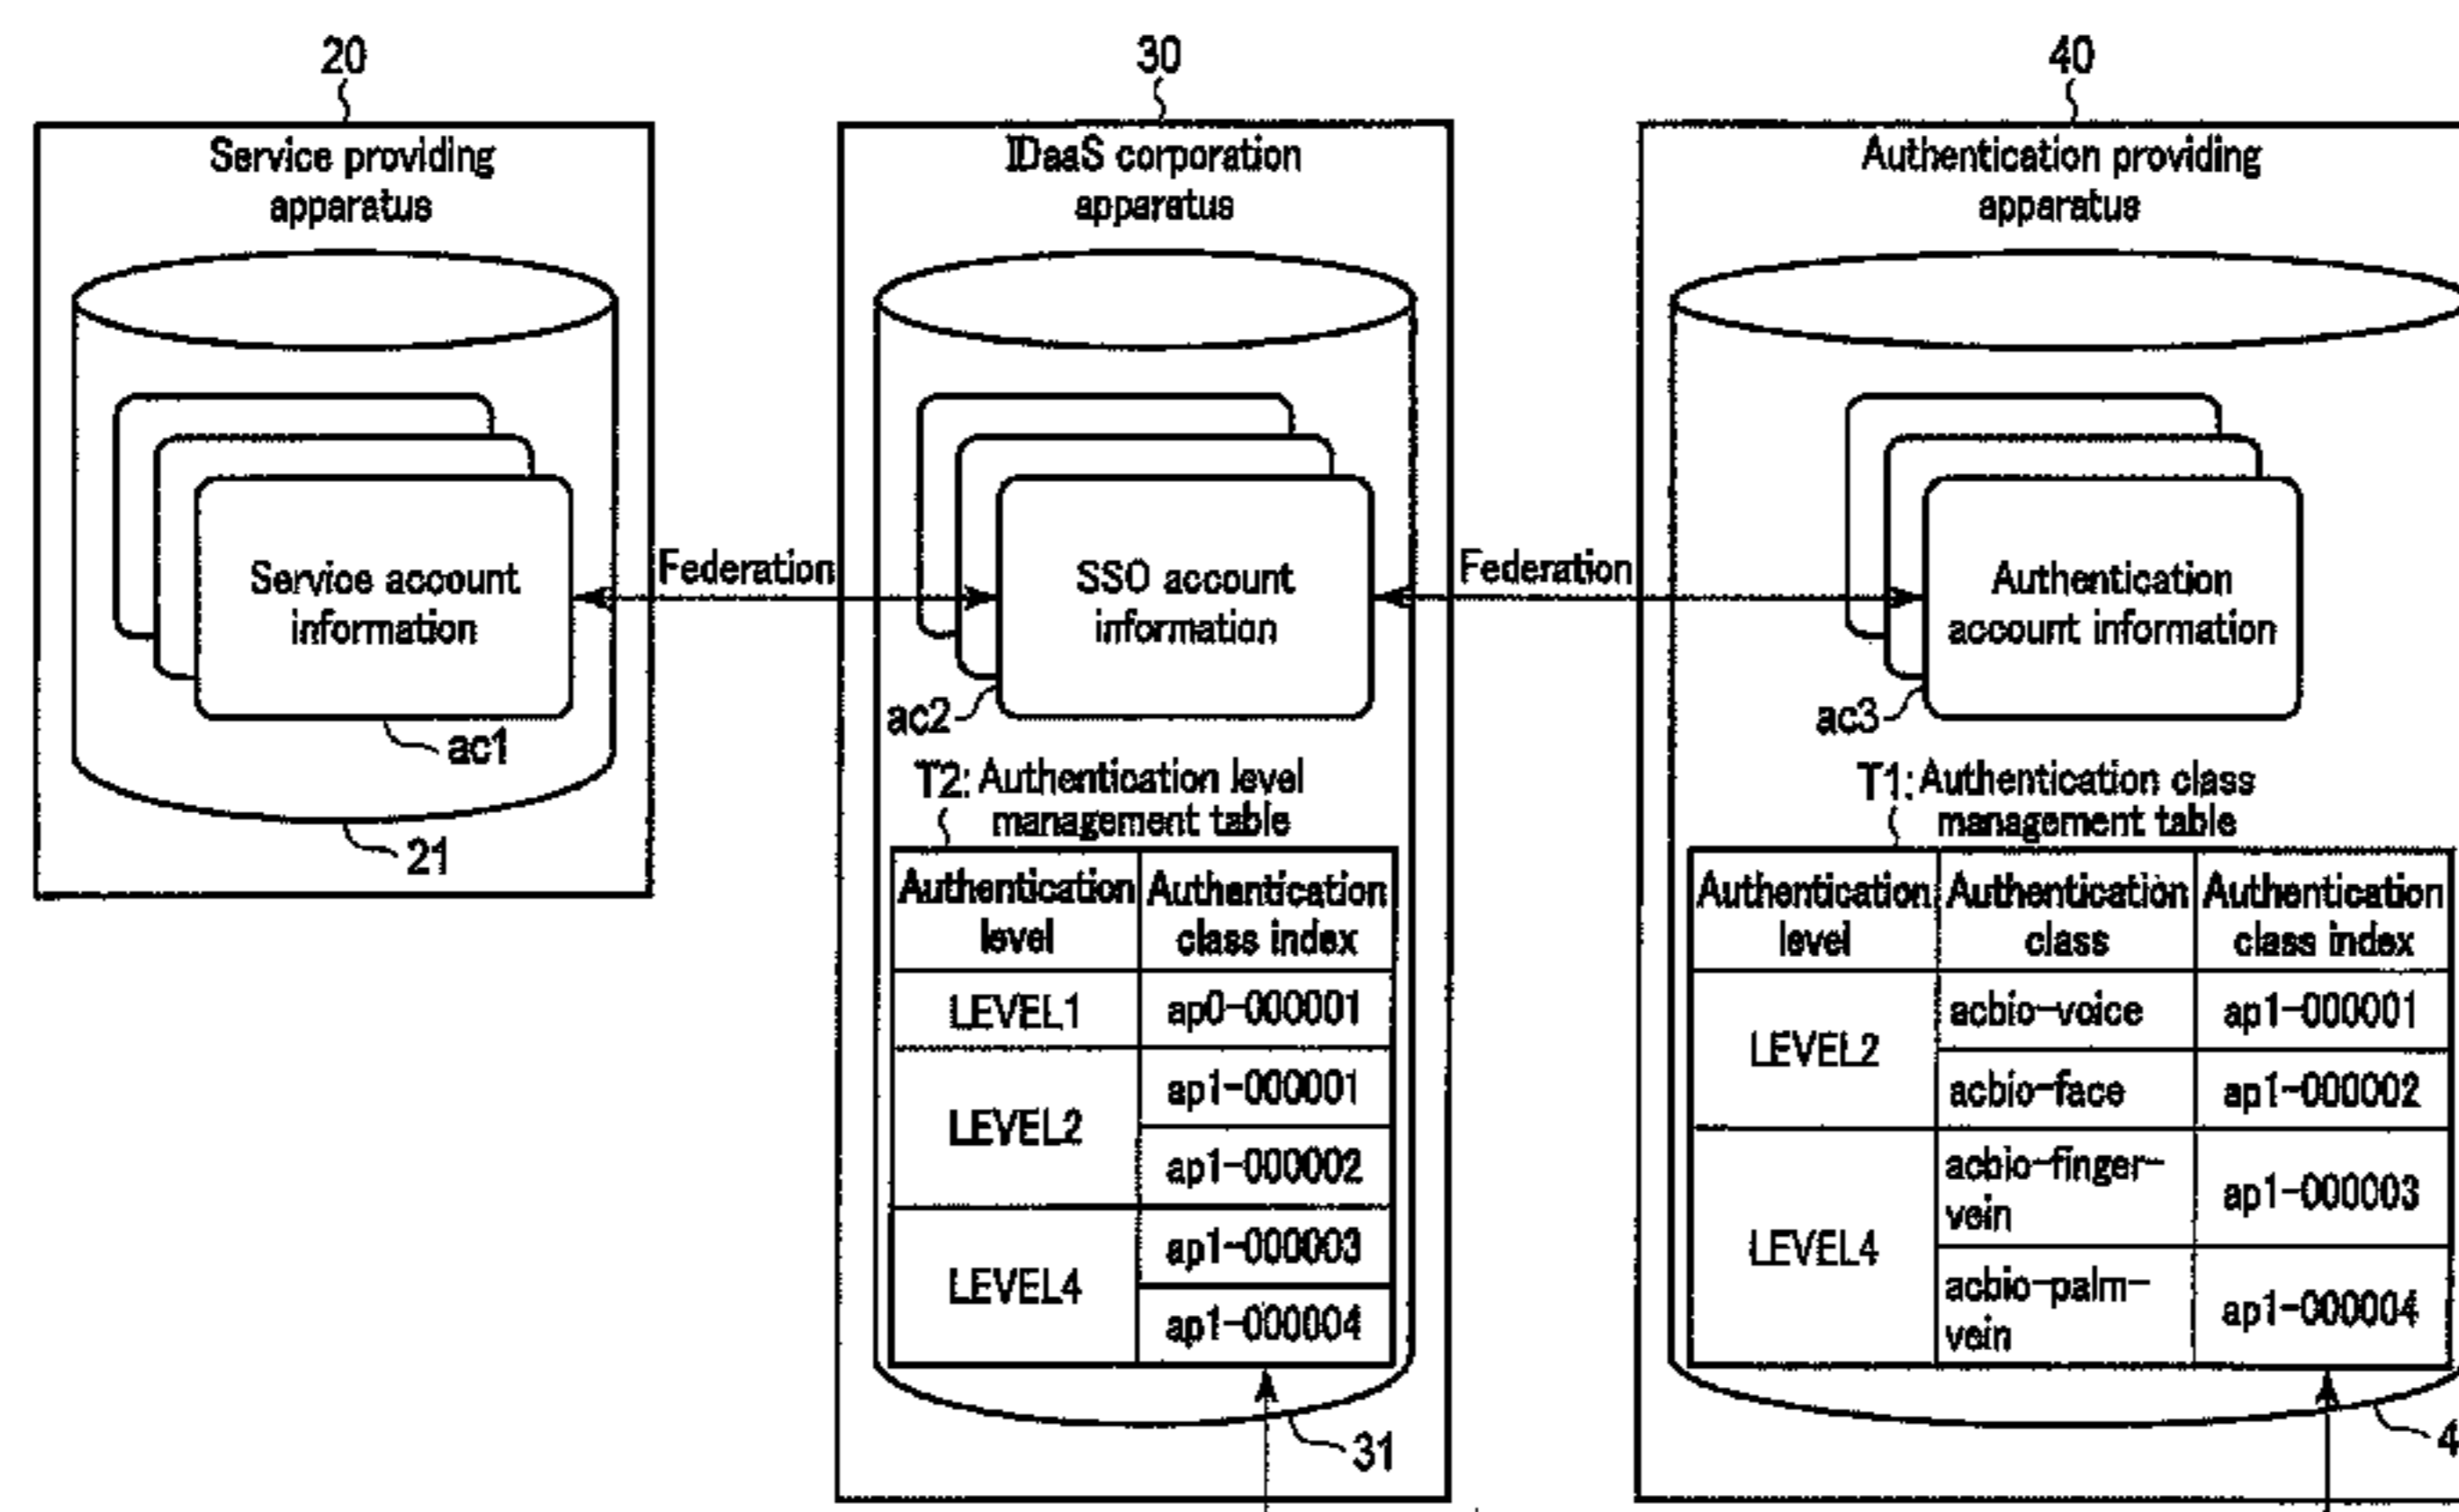 20
Service providing
apparatus
Service account
information
ac1
21
Federation
30
IDaaS corporation
apparatus
SSO account
information
ac2
T2: Authentication level
management table
Authentication level
Authentication class index
LEVEL1
ap0-000001
LEVEL2
ap1-000001
ap1-000002
LEVEL4
ap1-000003
ap1-000004
31
Federation
40
Authentication providing
apparatus
Authentication
account information
ac3
T1: Authentication class
management table
Authentication level
Authentication class
Authentication class index
LEVEL2
acbio-voice
ap1-000001
acbio-face
ap1-000002
LEVEL4
acbio-finger-
vein
ap1-000003
acbio-palm-
vein
ap1-000004
4